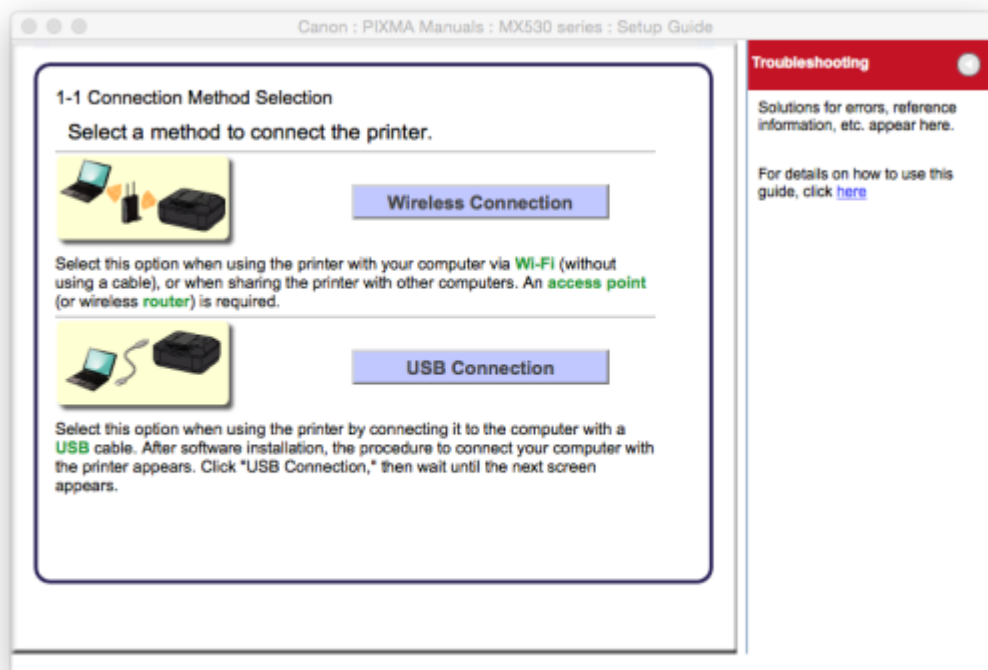 Canon : PIXMA Manuals : MX530 series : Setup Guide
1-1 Connection Method Selection
Select a method to connect the printer.
Wireless Connection
Select this option when using the printer with your computer via Wi-Fi (without
using a cable), or when sharing the printer with other computers. An access point
(or wireless router) is required.
USB Connection
Select this option when using the printer by connecting it to the computer with a
USB cable. After software installation, the procedure to connect your computer with
the printer appears. Click "USB Connection," then wait until the next screen
appears.
Troubleshooting
Solutions for errors, reference
information, etc. appear here.
For details on how to use this
guide, click here